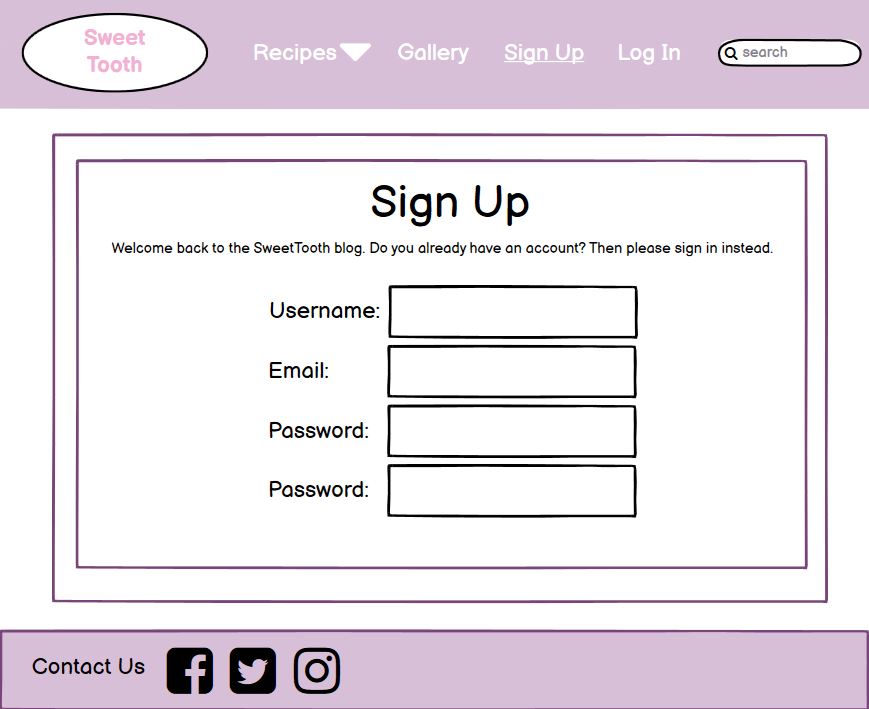 Sweet
Tooth
Recipes Gallery Sign Up Log In search
Sign Up
Welcome back to the SweetTooth blog. Do you already have an account? Then please sign in instead.
Username:
Email:
Password:
Password:
Contact Us